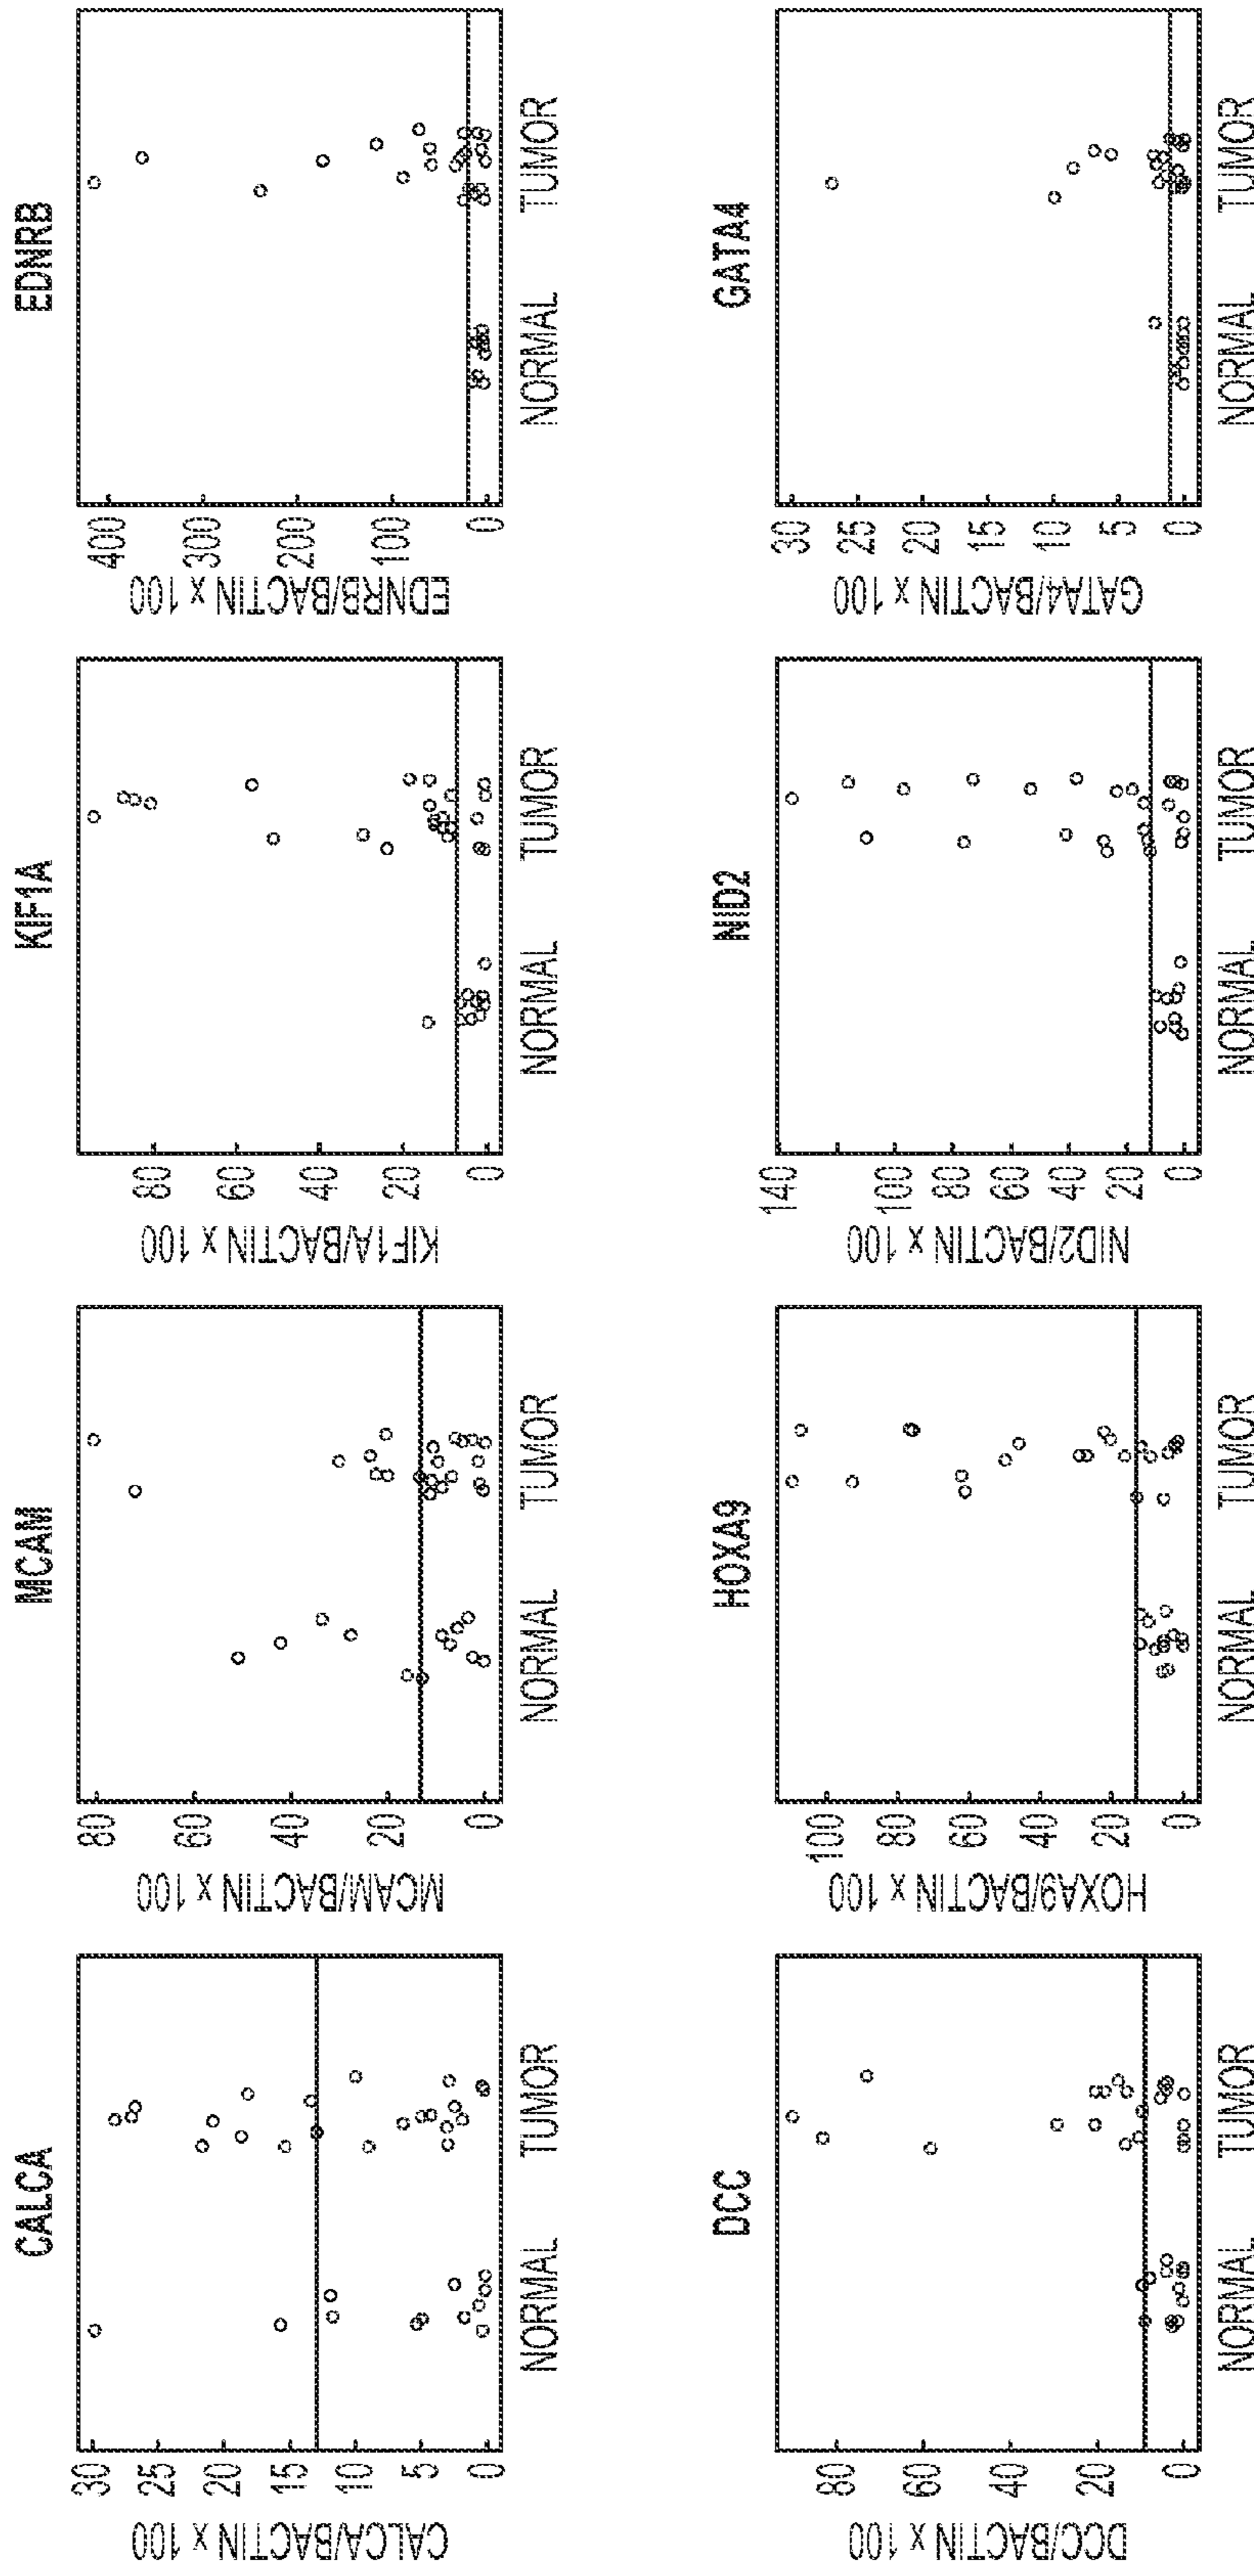 CALCA
CALCA/BACTIN x 100
30
25
20
15
10
5
0
NORMAL
TUMOR
MCAM
MCAM/BACTIN x 100
80
60
40
20
0
NORMAL
TUMOR
KIF1A
KIF1A/BACTIN x 100
80
60
40
20
0
NORMAL
TUMOR
EDNRB
EDNRB/BACTIN x 100
400
300
200
100
0
NORMAL
TUMOR
DCC
DCC/BACTIN x 100
80
60
40
20
0
NORMAL
TUMOR
HOXA9
HOXA9/BACTIN x 100
100
80
60
40
20
0
NORMAL
TUMOR
NID2
NID2/BACTIN x 100
140
100
80
60
40
20
0
NORMAL
TUMOR
GATA4
GATA4/BACTIN x 100
30
25
20
15
10
5
0
NORMAL
TUMOR